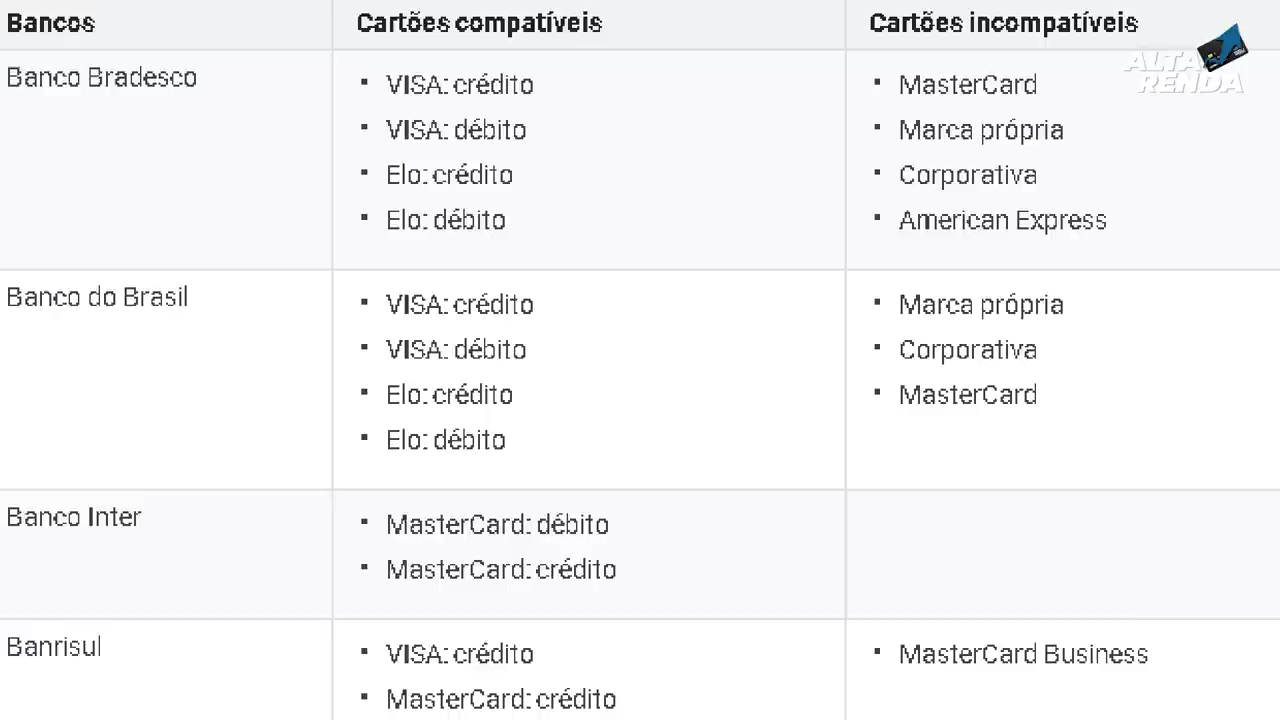 Bancos
Cartões compatíveis
Cartões incompatíveis
ALTA
RENDA
Banco Bradesco
VISA: crédito
VISA: débito
Elo: crédito
Elo: débito
MasterCard
Marca própria
Corporativa
American Express
Banco do Brasil
VISA: crédito
VISA: débito
Elo: crédito
Elo: débito
Marca própria
Corporativa
MasterCard
Banco Inter
MasterCard: débito
MasterCard: crédito
Banrisul
VISA: crédito
MasterCard: crédito
MasterCard Business